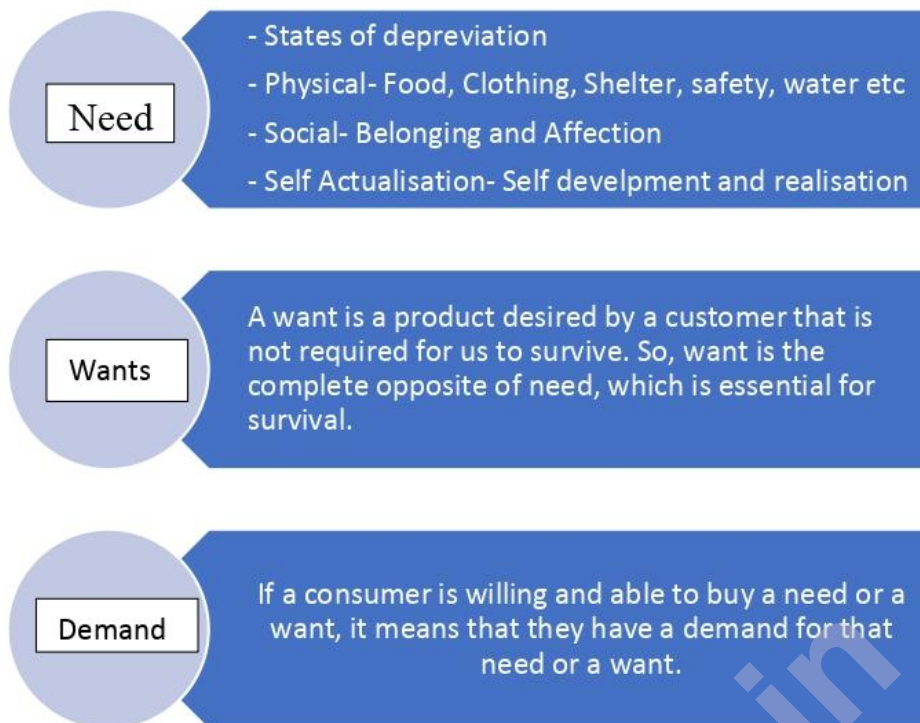 Need
- States of depreviation
- Physical- Food, Clothing, Shelter, safety, water etc
- Social- Belonging and Affection
- Self Actualisation- Self develpment and realisation
Wants
A want is a product desired by a customer that is
not required for us to survive. So, want is the
complete opposite of need, which is essential for
survival.
Demand
If a consumer is willing and able to buy a need or a
want, it means that they have a demand for that
need or a want.
in